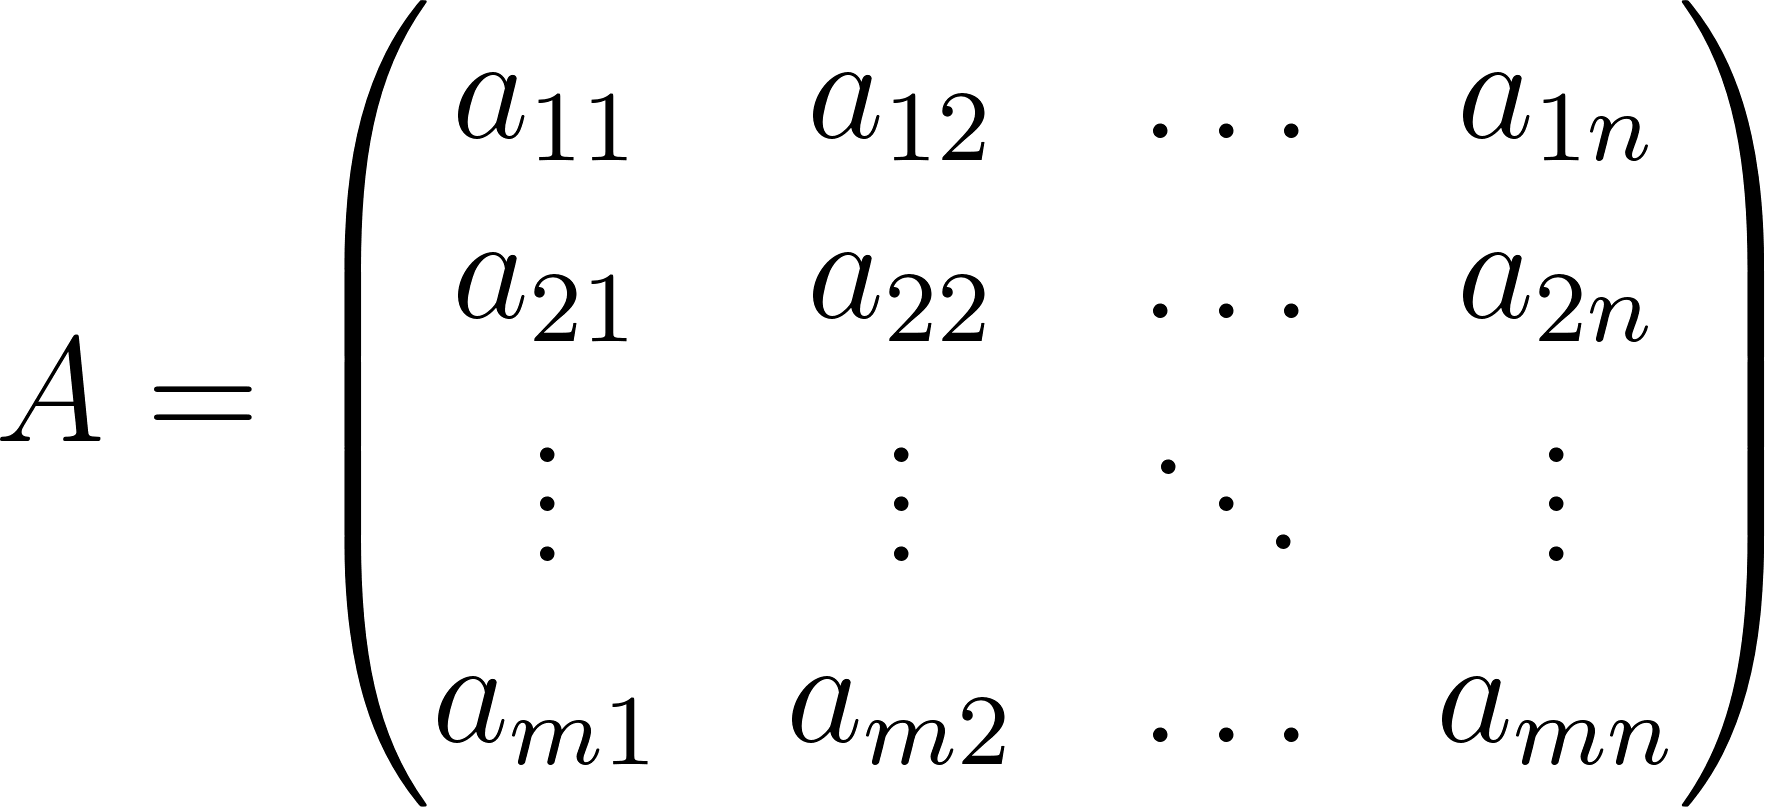 a₁₁ a₁₂ … a₁ₙ
a₂₁ a₂₂ … a₂ₙ
A =
⋮ ⋮ ⋱ ⋮
aₘ₁ aₘ₂ … aₘₙ